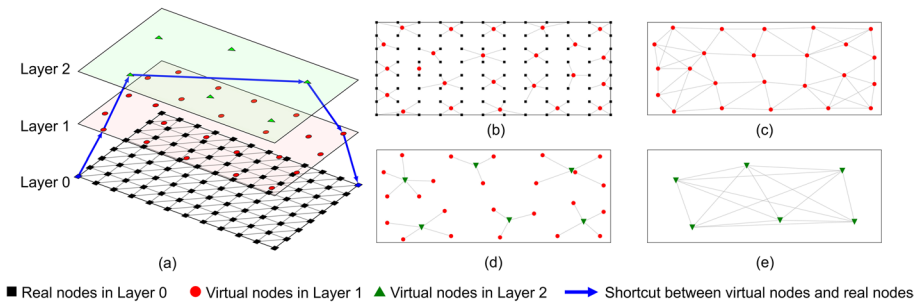 Layer 2
Layer 1
Layer 0
(a)
(b)
(c)
(d)
(e)
Real nodes in Layer 0 Virtual nodes in Layer 1 Virtual nodes in Layer 2 Shortcut between virtual nodes and real nodes